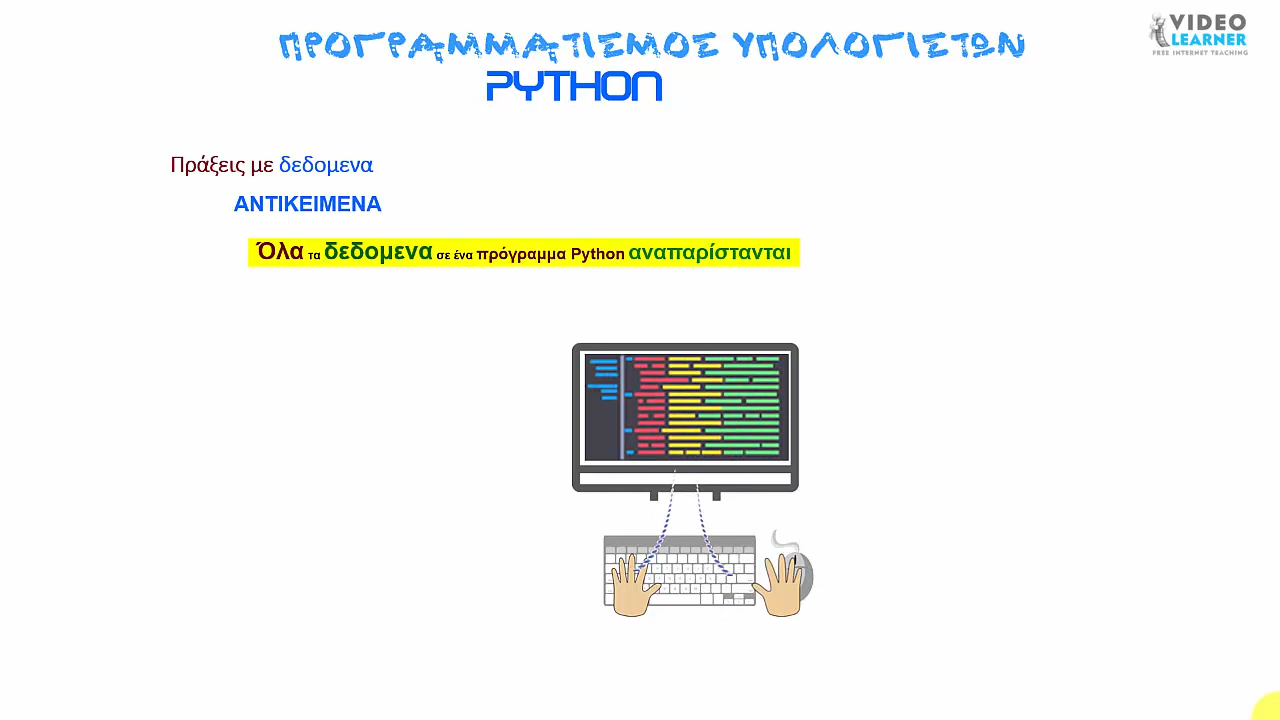 ΠΡΟΓΡΑΜΜΑΤΙΣΜΟΣ ΥΠΟΛΟΓΙΣΤΩΝ
PYTHON
VIDEO
LEARNER
FREE INTERNET TEACHING
Πράξεις με δεδομενα
ΑΝΤΙΚΕΙΜΕΝΑ
Όλα τα δεδομενα σε ένα πρόγραμμα Python αναπαρίστανται